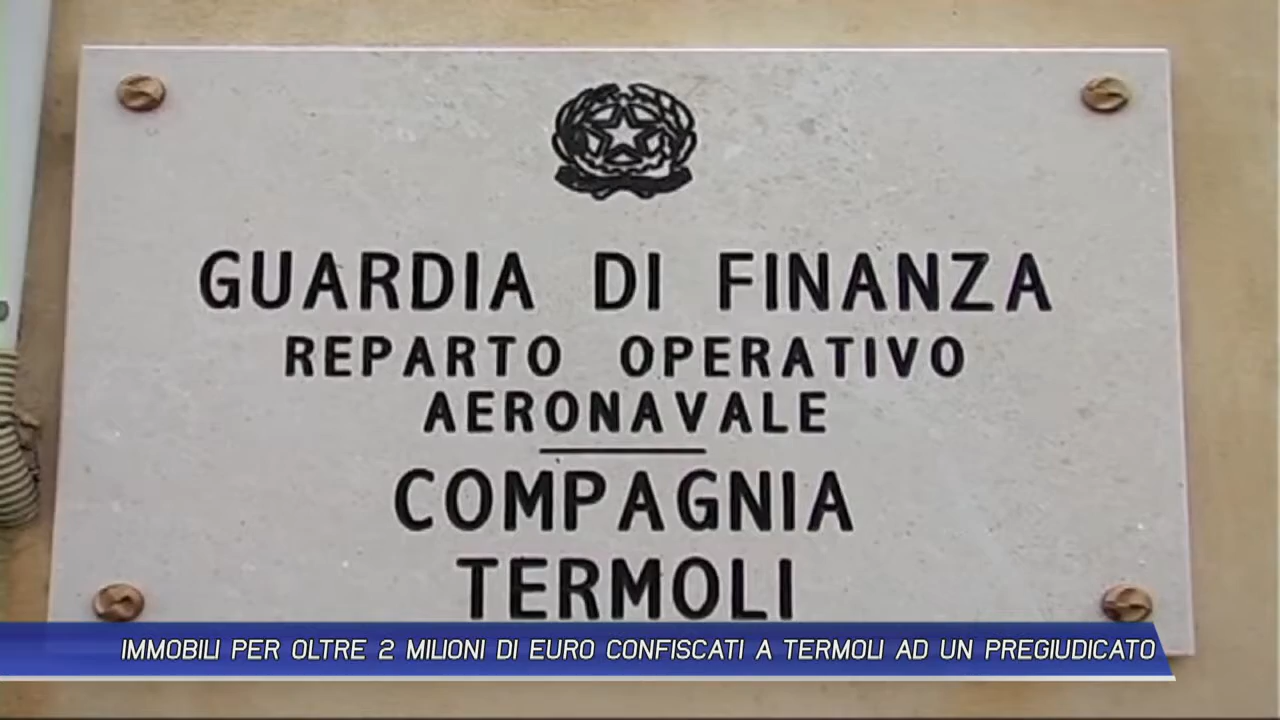 GUARDIA DI FINANZA
REPARTO OPERATIVO
AERONAVALE
COMPAGNIA
TERMOLI
IMMOBILI PER OLTRE 2 MILIONI DI EURO CONFISCATI A TERMOLI AD UN PREGIUDICATO